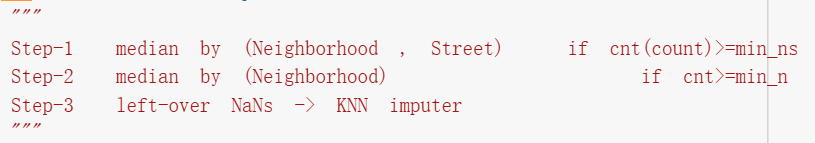 """
Step-1 median by (Neighborhood , Street) if cnt(count)>=min_ns
Step-2 median by (Neighborhood) if cnt>=min_n
Step-3 left-over NaNs -> KNN imputer
"""